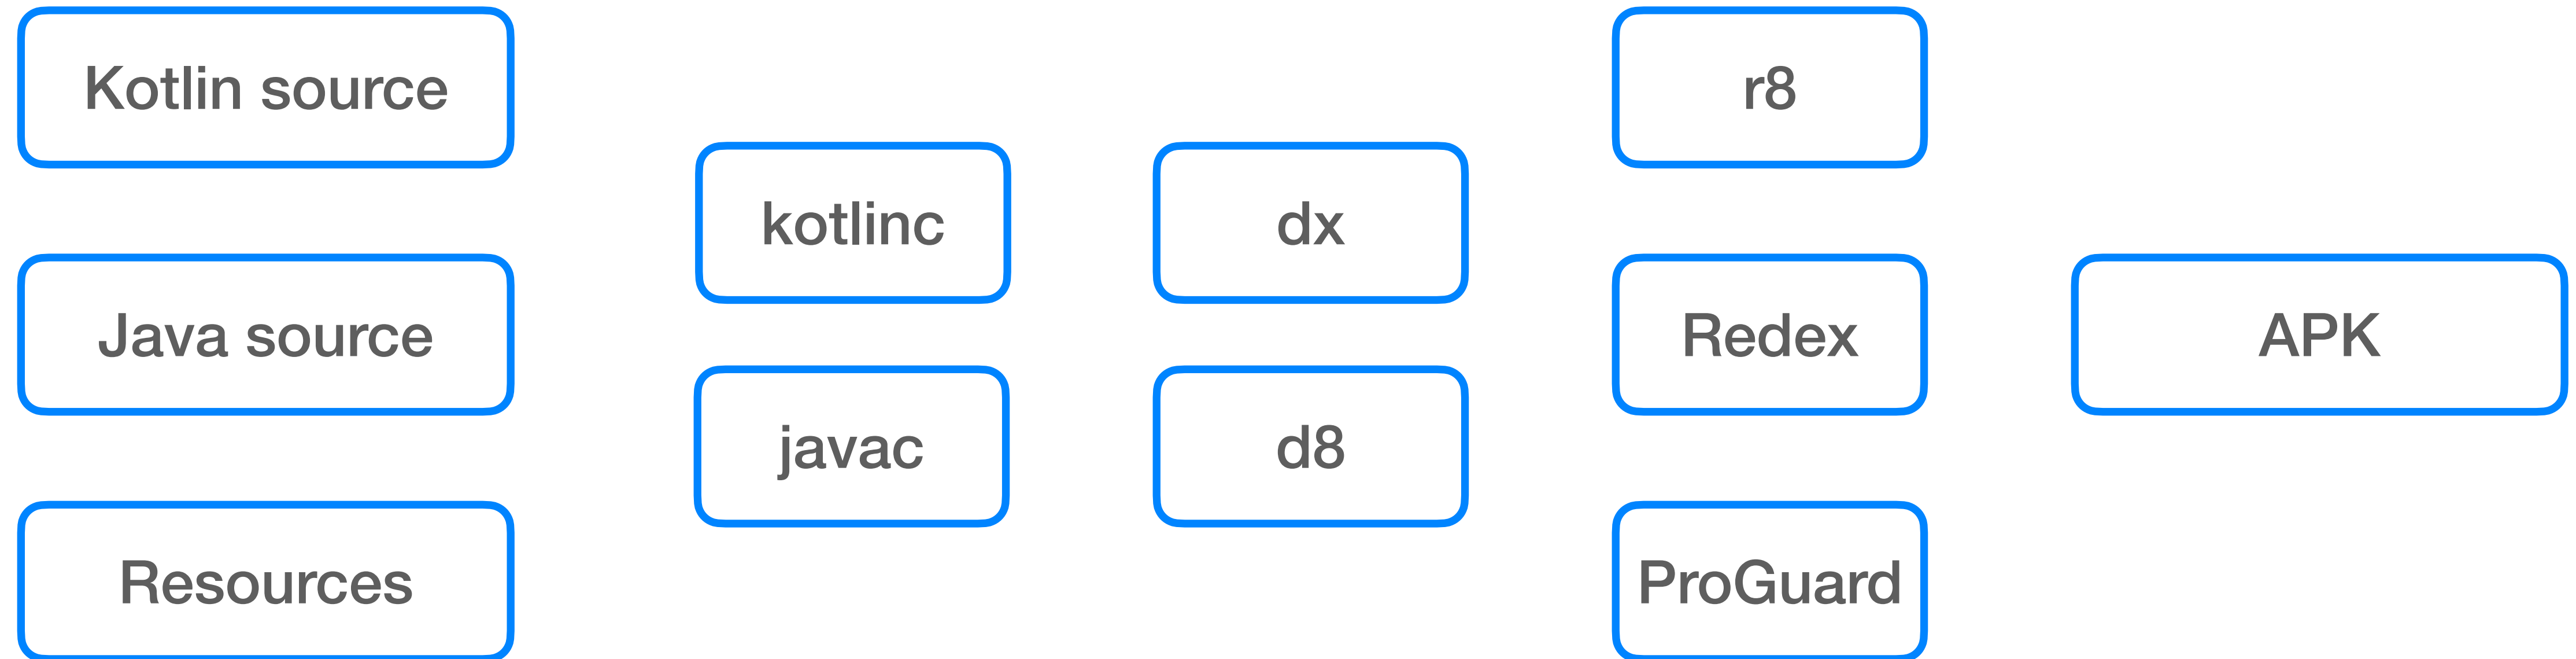 Kotlin source
Java source
Resources
kotlinc
javac
dx
d8
r8
Redex
ProGuard
APK